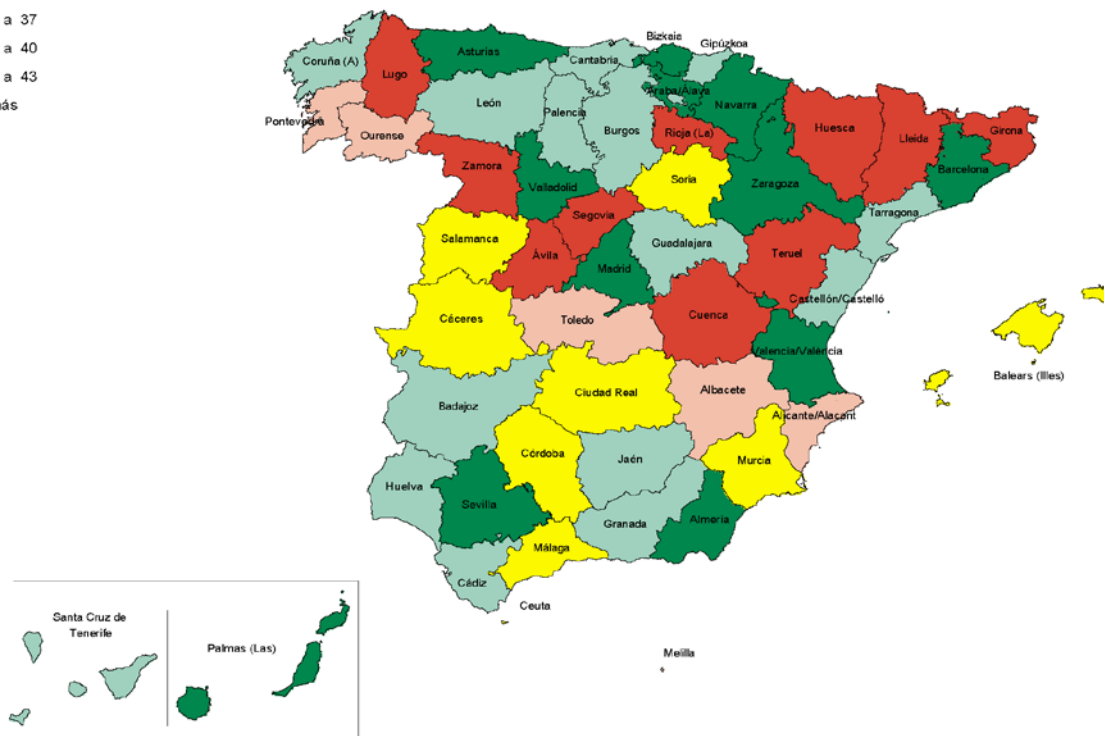 a 37
a 40
a 43
ás
Bizkaia
Gipúzkoa
Asturias
Cantabria
Coruña (A)
Lugo
Araba/Álava
Navarra
León
Palencia
Burgos
Pontevedra
Ourense
Rioja (La)
Huesca
Lleida
Girona
Zamora
Barcelona
Valladolid
Soria
Zaragoza
Segovia
Tarragona
Salamanca
Guadalajara
Ávila
Teruel
Madrid
Castellón/Castelló
Cáceres
Toledo
Cuenca
Valencia/València
Balears (Illes)
Ciudad Real
Albacete
Badajoz
Alicante/Alacant
Córdoba
Jaén
Murcia
Huelva
Sevilla
Granada
Almería
Málaga
Cádiz
Ceuta
Santa Cruz de
Tenerife
Palmas (Las)
Melilla